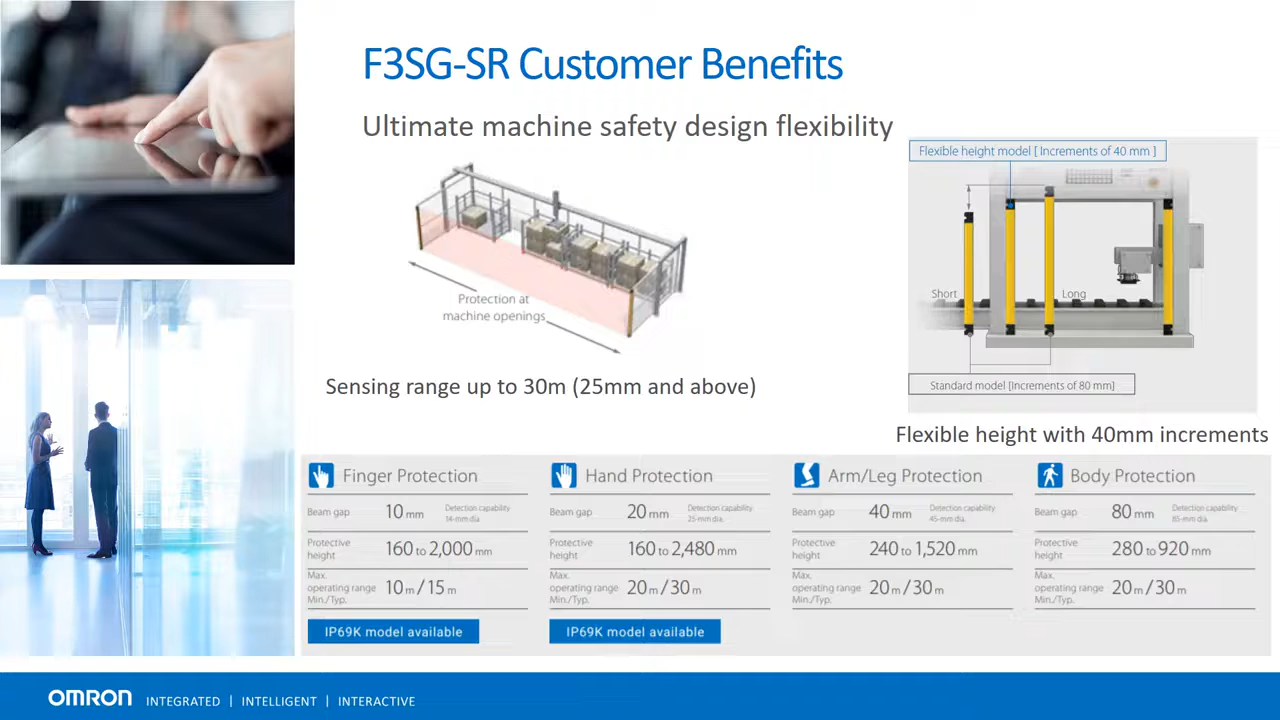 F3SG-SR Customer Benefits
Ultimate machine safety design flexibility
Protection at
machine openings
Sensing range up to 30m (25mm and above)
Flexible height model [ Increments of 40 mm ]
Short
Long
Standard model [Increments of 80 mm]
Flexible height with 40mm increments
Finger Protection
Beam gap 10 mm Detection capability
14-mm dia.
Protective
height 160 to 2,000 mm
Max.
operating range 10 m / 15 m
Min./Typ.
IP69K model available
Hand Protection
Beam gap 20 mm Detection capability
25-mm dia.
Protective
height 160 to 2,480 mm
Max.
operating range 20 m / 30 m
Min./Typ.
IP69K model available
Arm/Leg Protection
Beam gap 40 mm Detection capability
45-mm dia.
Protective
height 240 to 1,520 mm
Max.
operating range 20 m / 30 m
Min./Typ.
Body Protection
Beam gap 80 mm Detection capability
85-mm dia.
Protective
height 280 to 920 mm
Max.
operating range 20 m / 30 m
Min./Typ.
OMRON INTEGRATED | INTELLIGENT | INTERACTIVE